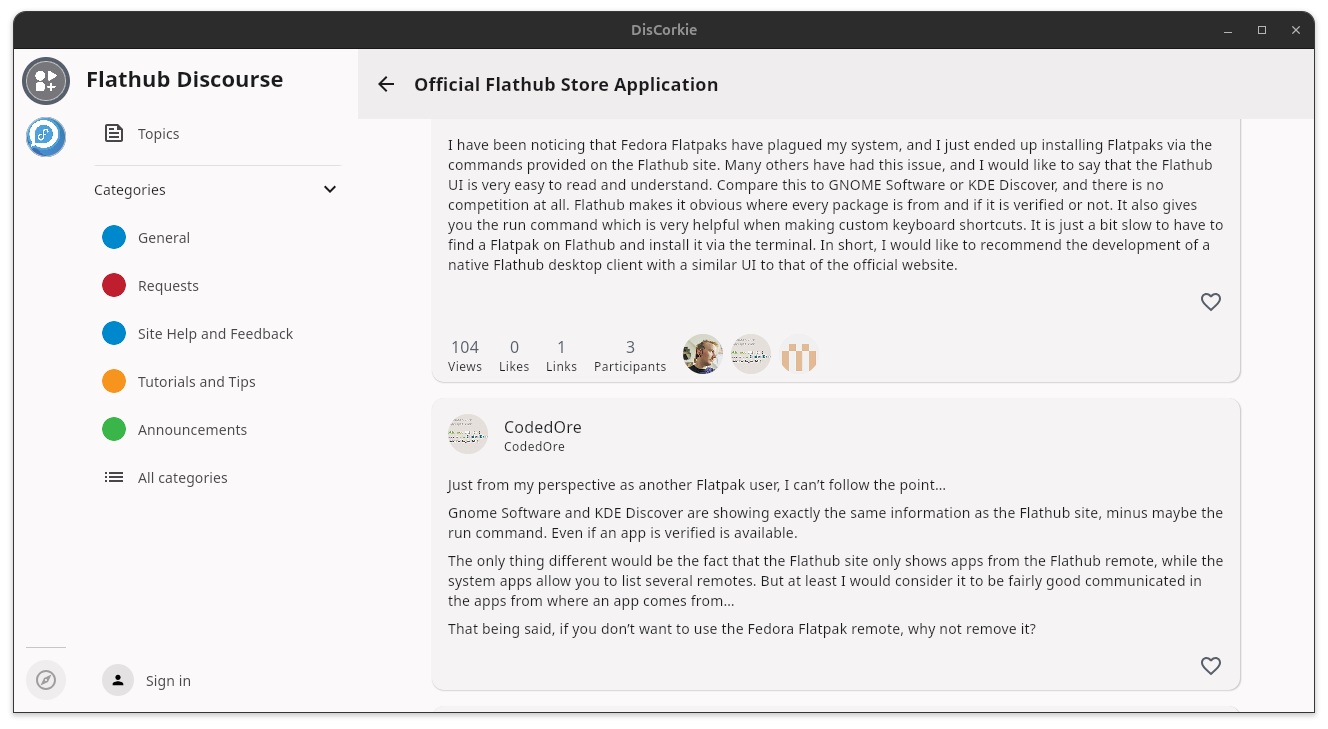 DisCorkie
Flathub Discourse
Topics
Categories
General
Requests
Site Help and Feedback
Tutorials and Tips
Announcements
All categories
Sign in
Official Flathub Store Application
I have been noticing that Fedora Flatpaks have plagued my system, and I just ended up installing Flatpaks via the
commands provided on the Flathub site. Many others have had this issue, and I would like to say that the Flathub
UI is very easy to read and understand. Compare this to GNOME Software or KDE Discover, and there is no
competition at all. Flathub makes it obvious where every package is from and if it is verified or not. It also gives
you the run command which is very helpful when making custom keyboard shortcuts. It is just a bit slow to have to
find a Flatpak on Flathub and install it via the terminal. In short, I would like to recommend the development of a
native Flathub desktop client with a similar UI to that of the official website.
104 0 1 3
Views Likes Links Participants
CodedOre
CodedOre
Just from my perspective as another Flatpak user, I can’t follow the point…
Gnome Software and KDE Discover are showing exactly the same information as the Flathub site, minus maybe the
run command. Even if an app is verified is available.
The only thing different would be the fact that the Flathub site only shows apps from the Flathub remote, while the
system apps allow you to list several remotes. But at least I would consider it to be fairly good communicated in
the apps from where an app comes from…
That being said, if you don’t want to use the Fedora Flatpak remote, why not remove it?